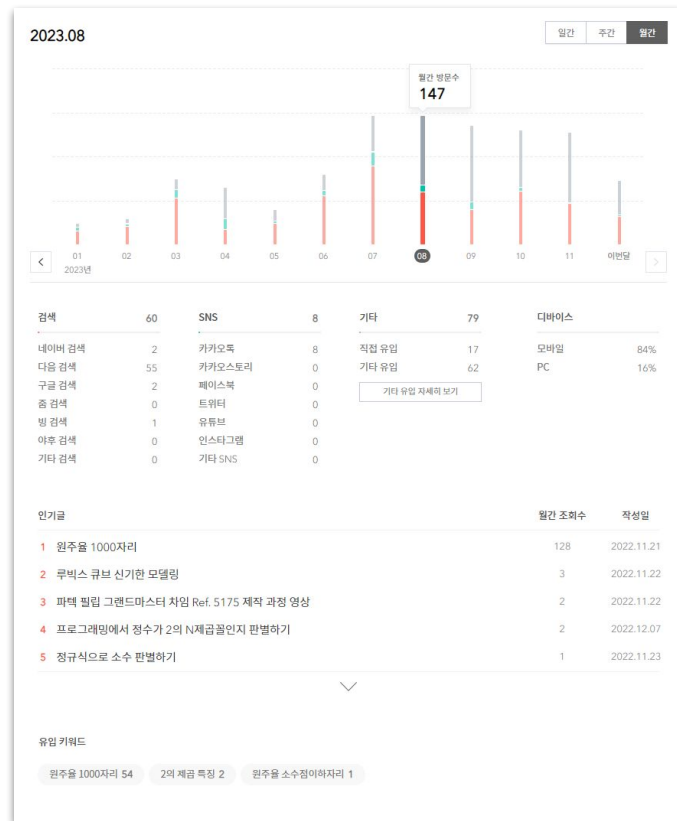 2023.08
일간 주간 월간
월간 방문수
147
01 02 03 04 05 06 07 08 09 10 11 이번달
2023년
검색 60 SNS 8 기타 79 디바이스
네이버 검색 2 카카오톡 8 직접 유입 17 모바일 84%
다음 검색 55 카카오스토리 0 기타 유입 62 PC 16%
구글 검색 2 페이스북 0 기타 유입 자세히 보기
줌 검색 0 트위터 0
빙 검색 1 유튜브 0
야후 검색 0 인스타그램 0
기타 검색 0 기타 SNS 0
인기글 월간 조회수 작성일
1 원주율 1000자리 128 2022.11.21
2 루빅스 큐브 신기한 모델링 3 2022.11.22
3 파텍 필립 그랜드마스터 차임 Ref. 5175 제작 과정 영상 2 2022.11.22
4 프로그래밍에서 정수가 2의 N제곱꼴인지 판별하기 2 2022.12.07
5 정규식으로 소수 판별하기 1 2022.11.23
유입 키워드
원주율 1000자리 54 2의 제곱 특징 2 원주율 소수점이하자리 1